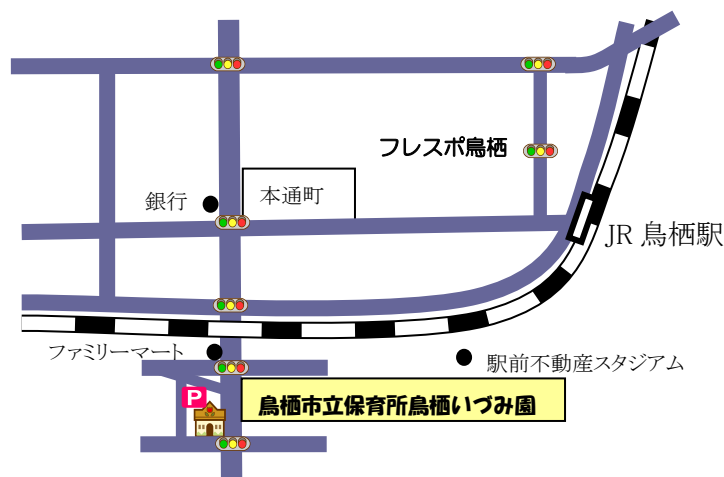 フレスポ鳥栖
銀行
本通町
JR 鳥栖駅
ファミリーマート
駅前不動産スタジアム
P
鳥栖市立保育所鳥栖いづみ園